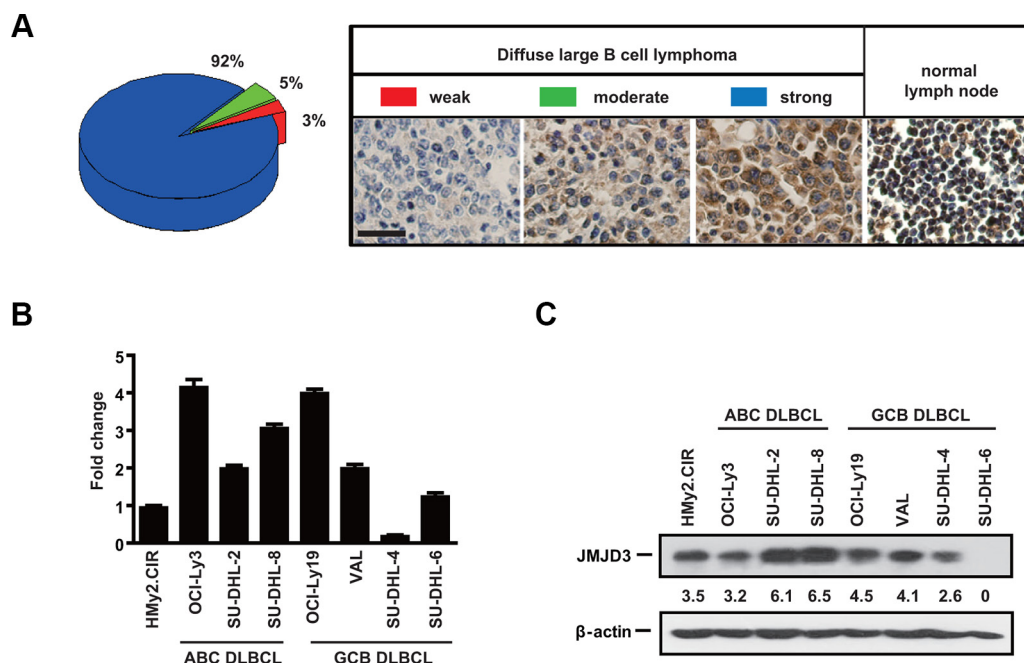 A
92%
5%
3%
Diffuse large B cell lymphoma
normal
lymph node
weak
moderate
strong
B
Fold change
5
4
3
2
1
0
HMy2.CIR
OCI-Ly3
SU-DHL-2
SU-DHL-8
OCI-Ly19
VAL
SU-DHL-4
SU-DHL-6
ABC DLBCL
GCB DLBCL
C
ABC DLBCL
GCB DLBCL
HMy2.CIR
OCI-Ly3
SU-DHL-2
SU-DHL-8
OCI-Ly19
VAL
SU-DHL-4
SU-DHL-6
JMJD3
3.5 3.2 6.1 6.5 4.5 4.1 2.6 0
β-actin